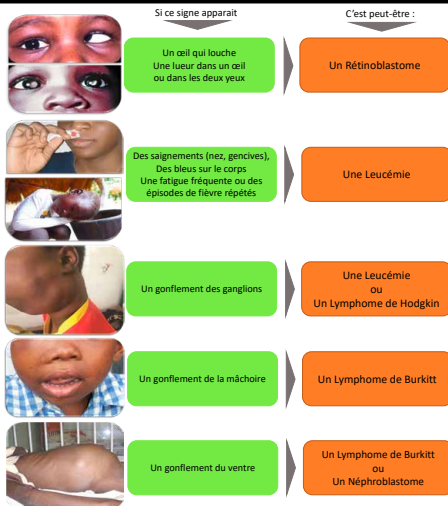 Si ce signe apparait
C'est peut-être :
Un œil qui louche
Une lueur dans un œil
ou dans les deux yeux
Un Rétinoblastome
Des saignements (nez, gencives),
Des bleus sur le corps
Une fatigue fréquente ou des
épisodes de fièvre répétés
Une Leucémie
Un gonflement des ganglions
Une Leucémie
ou
Un Lymphome de Hodgkin
Un gonflement de la mâchoire
Un Lymphome de Burkitt
Un gonflement du ventre
Un Lymphome de Burkitt
ou
Un Néphroblastome